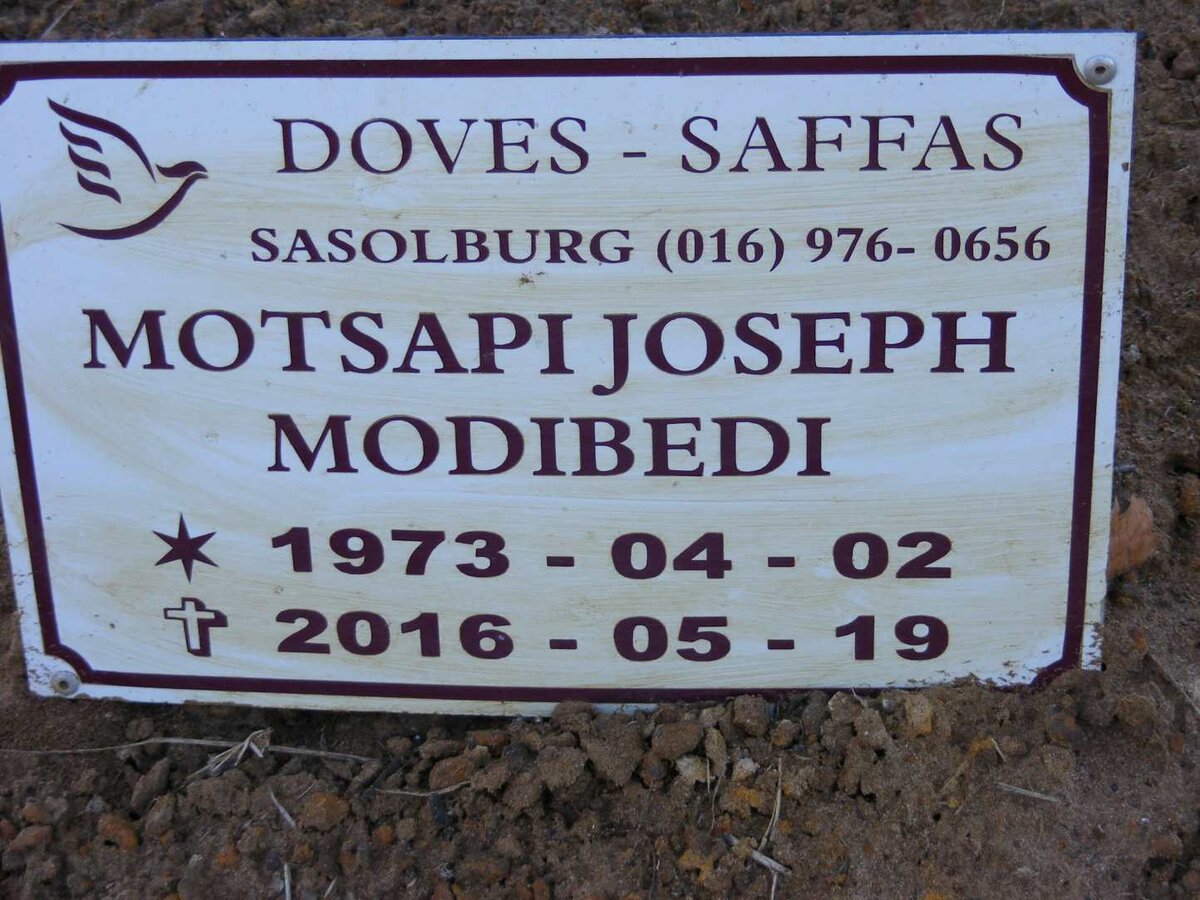 DOVES - SAFFAS
SASOLBURG (016) 976- 0656
MOTSAPI JOSEPH
MODIBEDI
1973 - 04 - 02
2016 - 05 - 19